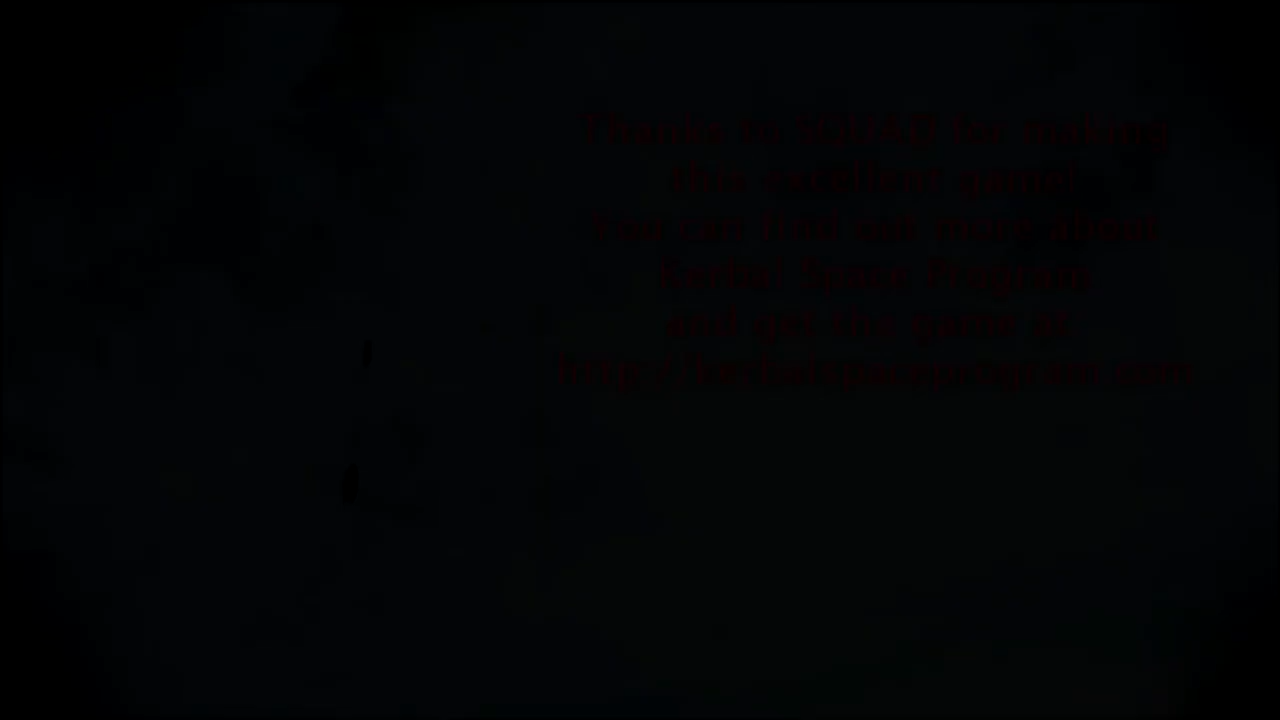 Thanks to SQUAD for making
this excellent game!
You can find out more about
Kerbal Space Program
and get the game at
http://kerbalspaceprogram.com